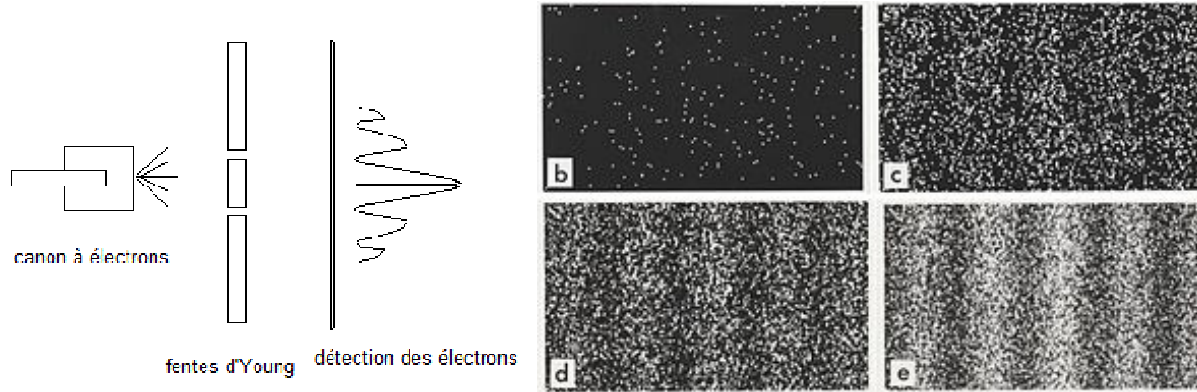 canon à électrons
fentes d'Young
détection des électrons
b
c
d
e